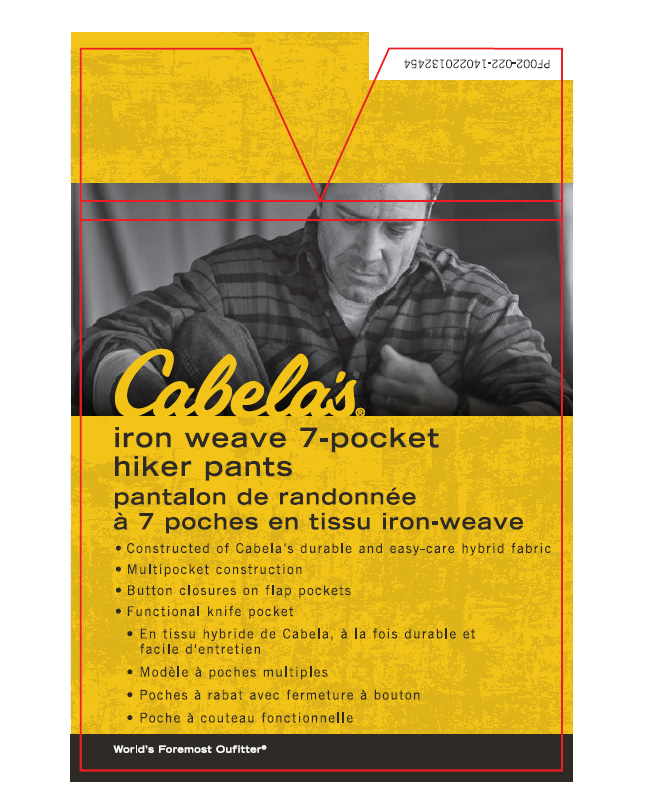 PF002-022-140220132454
Cabela's®
iron weave 7-pocket
hiker pants
pantalon de randonnée
à 7 poches en tissu iron-weave
• Constructed of Cabela's durable and easy-care hybrid fabric
• Multipocket construction
• Button closures on flap pockets
• Functional knife pocket
• En tissu hybride de Cabela, à la fois durable et
facile d'entretien
• Modèle à poches multiples
• Poches à rabat avec fermeture à bouton
• Poche à couteau fonctionnelle
World's Foremost Oufitter®